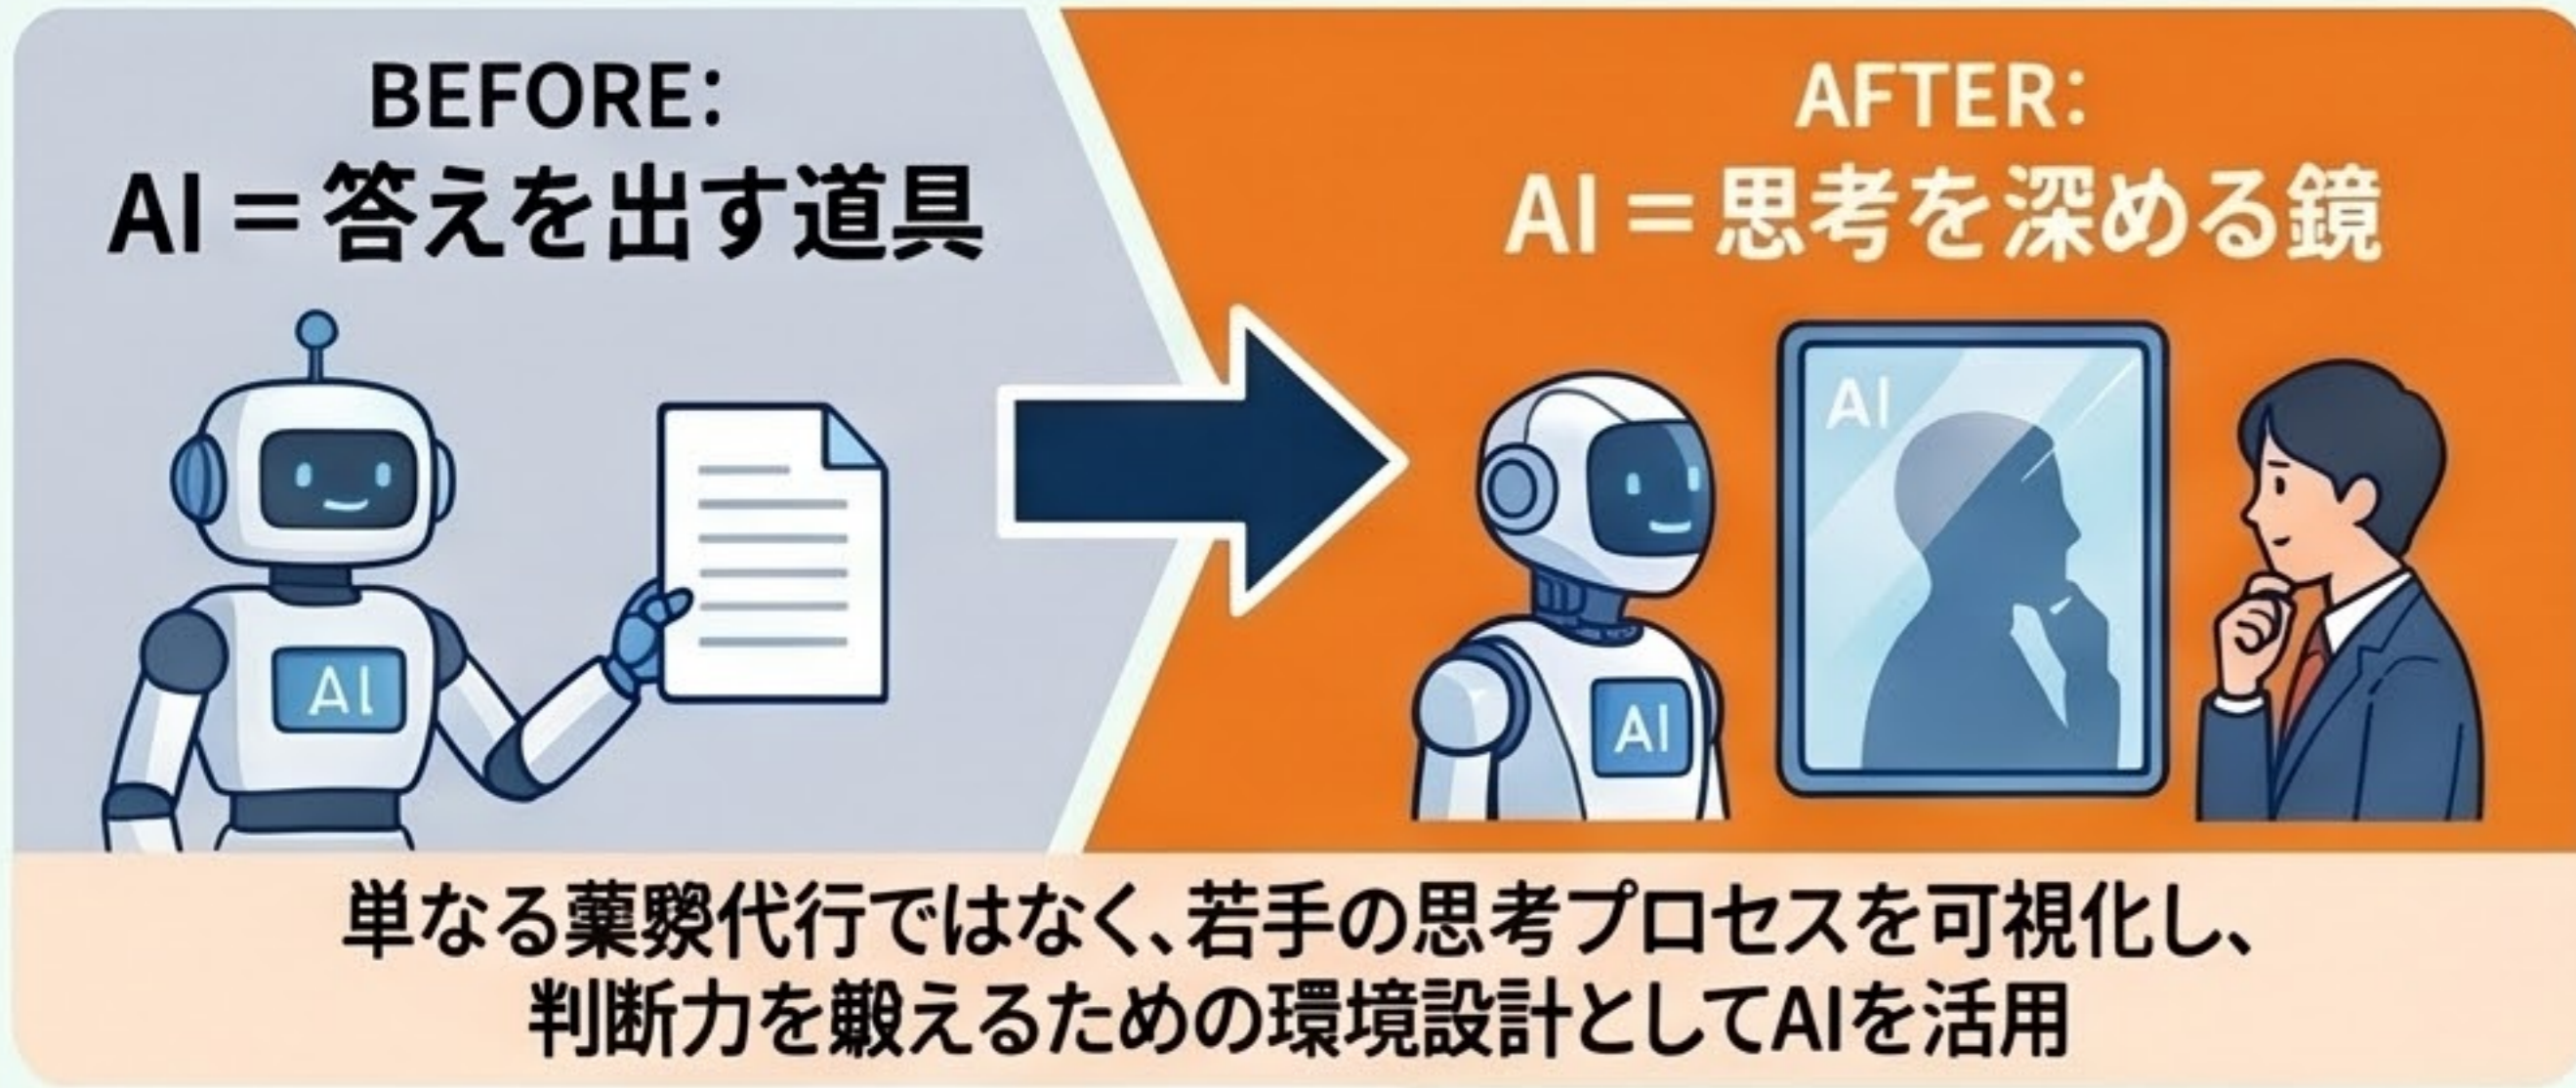 BEFORE:
AI＝答えを出す道具
AFTER:
AI＝思考を深める鏡
AI
AI
AI
単なる代行ではなく、若手の思考プロセスを可視化し、
判断力をえるための環境設計としてAIを活用